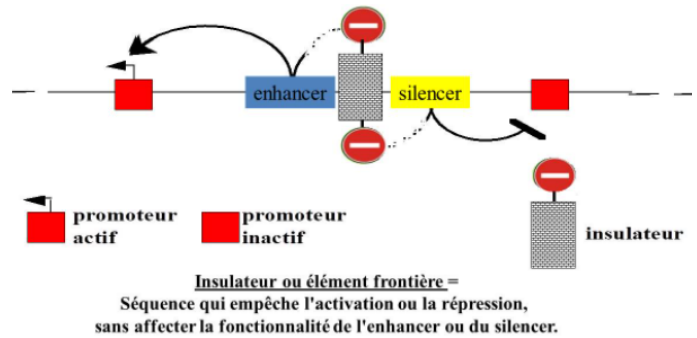 enhancer
silencer
promoteur
actif
promoteur
inactif
insulateur
Insulateur ou élément frontière =
Séquence qui empêche l'activation ou la répression,
sans affecter la fonctionnalité de l'enhancer ou du silencer.